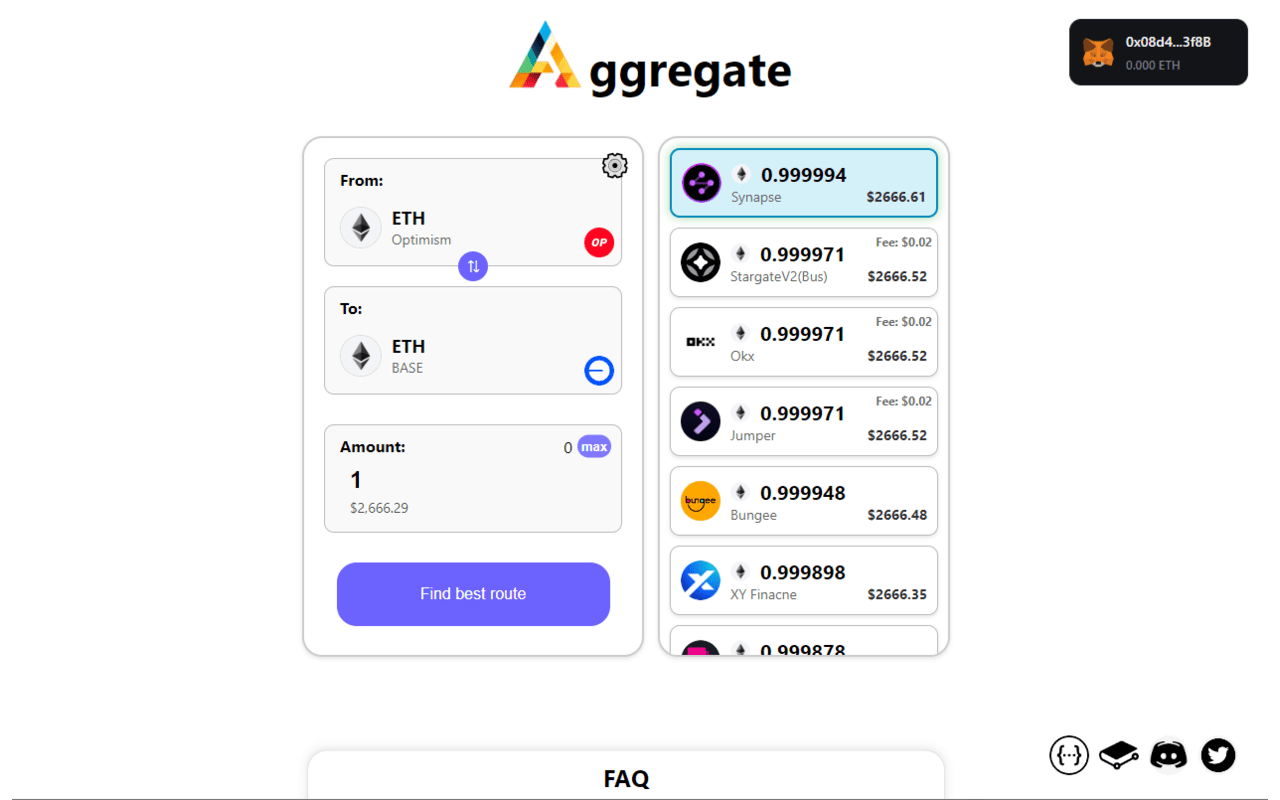 Aggregate
0x08d4...3f8B
0.000 ETH
From:
ETH
Optimism
OP
To:
ETH
BASE
Amount:
0 max
1
$2,666.29
Find best route
0.999994
Synapse
$2666.61
Fee: $0.02
0.999971
StargateV2(Bus)
$2666.52
Fee: $0.02
OKX
0.999971
Okx
$2666.52
Fee: $0.02
0.999971
Jumper
$2666.52
bungee
0.999948
Bungee
$2666.48
0.999898
XY Finacne
$2666.35
0.999878
FAQ